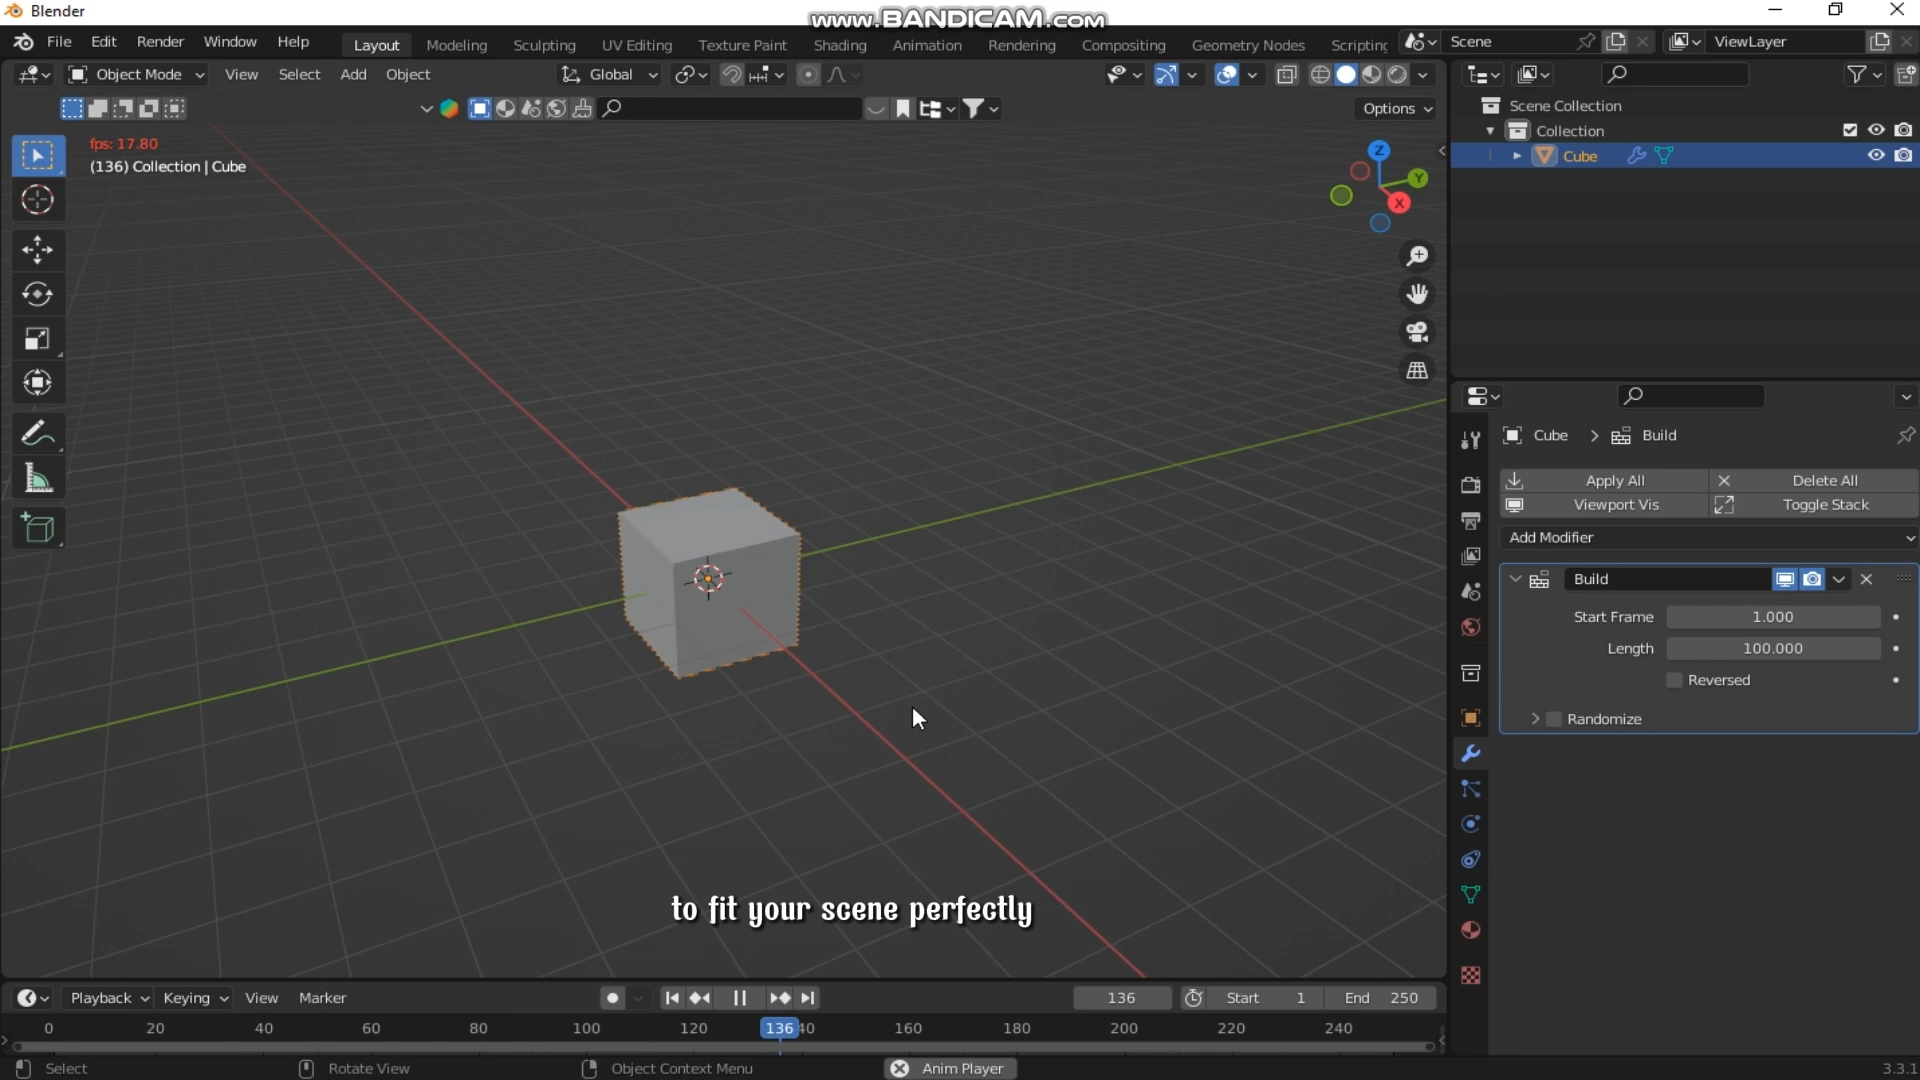 Blender
www.BANDICAM.com
File Edit Render Window Help Layout Modeling Sculpting UV Editing Texture Paint Shading Animation Rendering Compositing Geometry Nodes Scripting Scene ViewLayer
Object Mode View Select Add Object Global
Options
fps: 17.80
(136) Collection | Cube
Z
Y
X
Scene Collection
Collection
Cube
Cube > Build
Apply All Delete All
Viewport Vis Toggle Stack
Add Modifier
Build
Start Frame 1.000
Length 100.000
Reversed
Randomize
to fit your scene perfectly
Playback Keying View Marker 136 Start 1 End 250
0 20 40 60 80 100 120 136 40 160 180 200 220 240
Select Rotate View Object Context Menu Anim Player 3.3.1